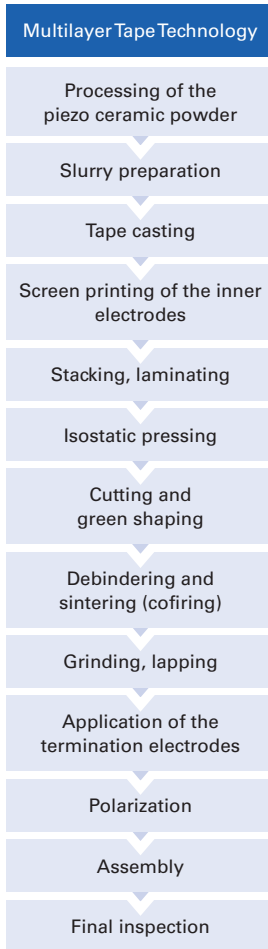 Multilayer Tape Technology
Processing of the
piezo ceramic powder
Slurry preparation
Tape casting
Screen printing of the inner
electrodes
Stacking, laminating
Isostatic pressing
Cutting and
green shaping
Debindering and
sintering (cofiring)
Grinding, lapping
Application of the
termination electrodes
Polarization
Assembly
Final inspection